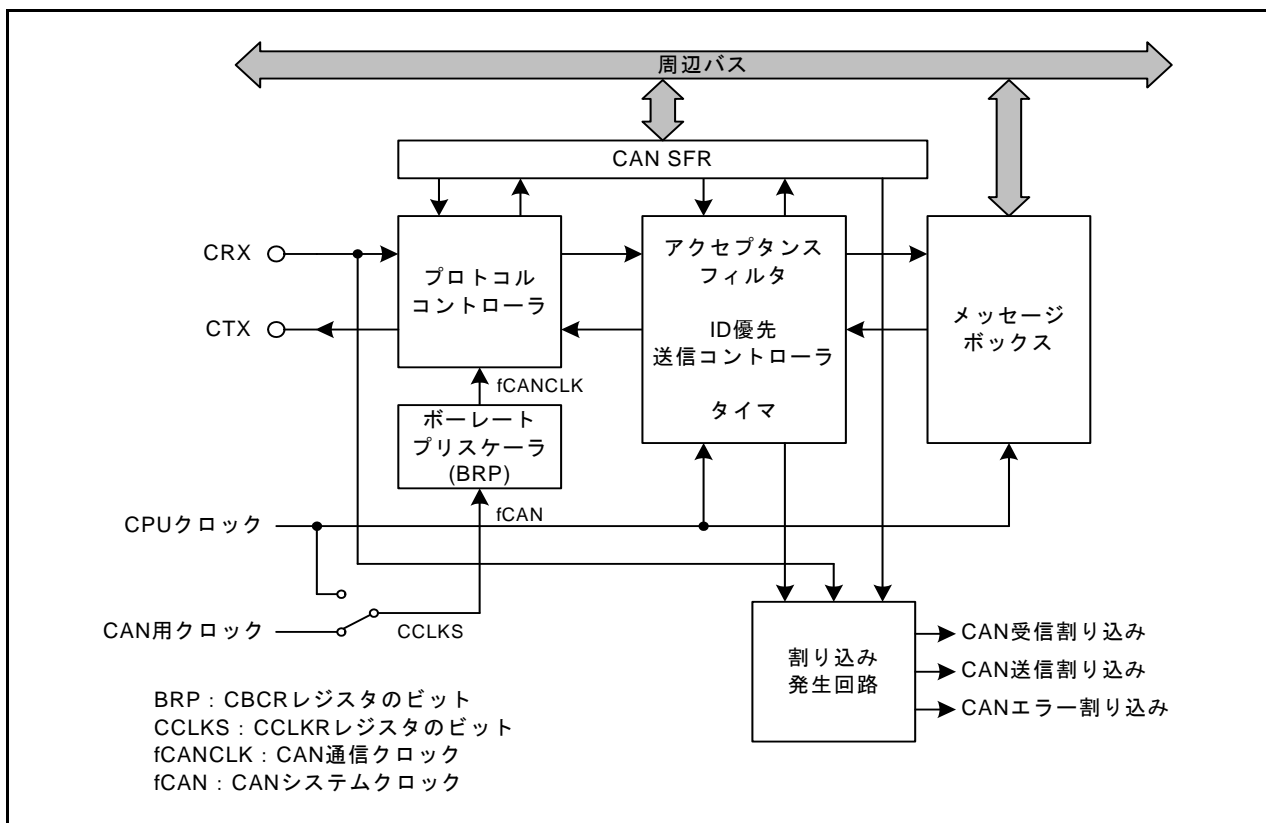 周辺バス
CAN SFR
CRX
CTX
プロトコル
コントローラ
アクセプタンス
フィルタ
ID優先
送信コントローラ
タイマ
メッセージ
ボックス
fCANCLK
ボーレート
プリスケーラ
(BRP)
fCAN
CPUクロック
CAN用クロック
CCLKS
割り込み
発生回路
CAN受信割り込み
CAN送信割り込み
CANエラー割り込み
BRP：CBCRレジスタのビット
CCLKS：CCLKRレジスタのビット
fCANCLK：CAN通信クロック
fCAN：CANシステムクロック